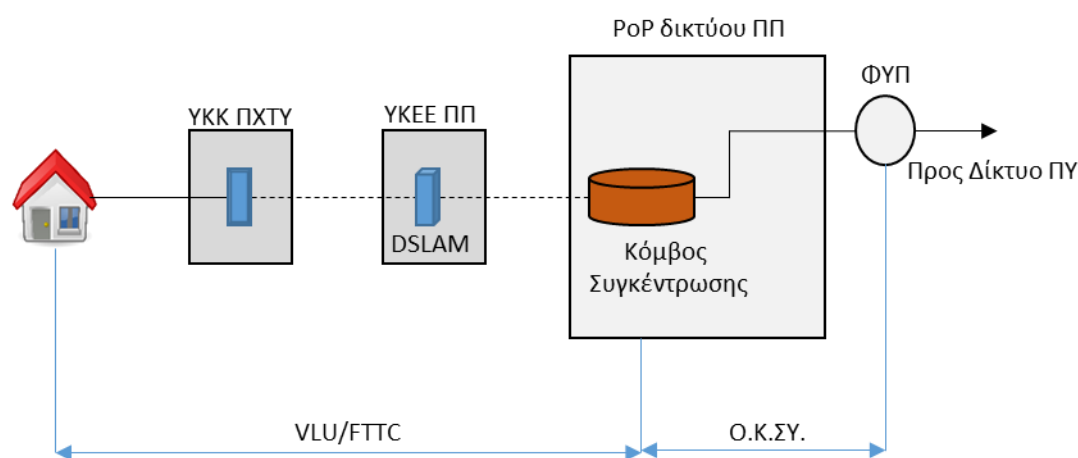 PoP δικτύου ΠΠ
ΦΥΠ
ΥΚΚ ΠΧΤΥ
ΥΚΕΕ ΠΠ
Προς Δίκτυο ΠΥ
DSLAM
Κόμβος
Συγκέντρωσης
VLU/FTTC
Ο.Κ.ΣΥ.